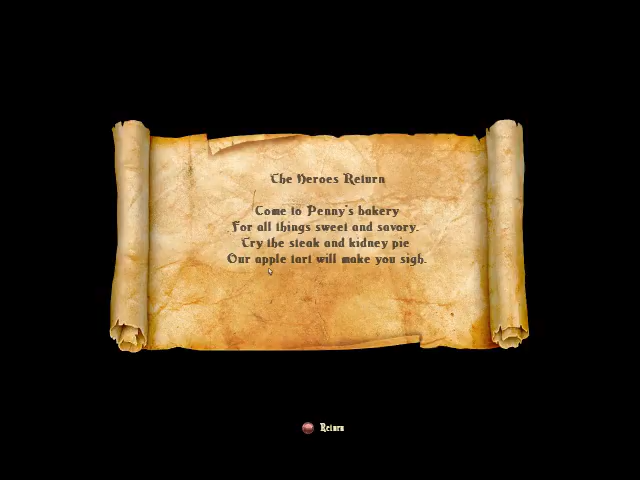 The Heroes Return
Come to Penny's bakery
For all things sweet and savory.
Try the steak and kidney pie
Our apple tart will make you sigh.
Return